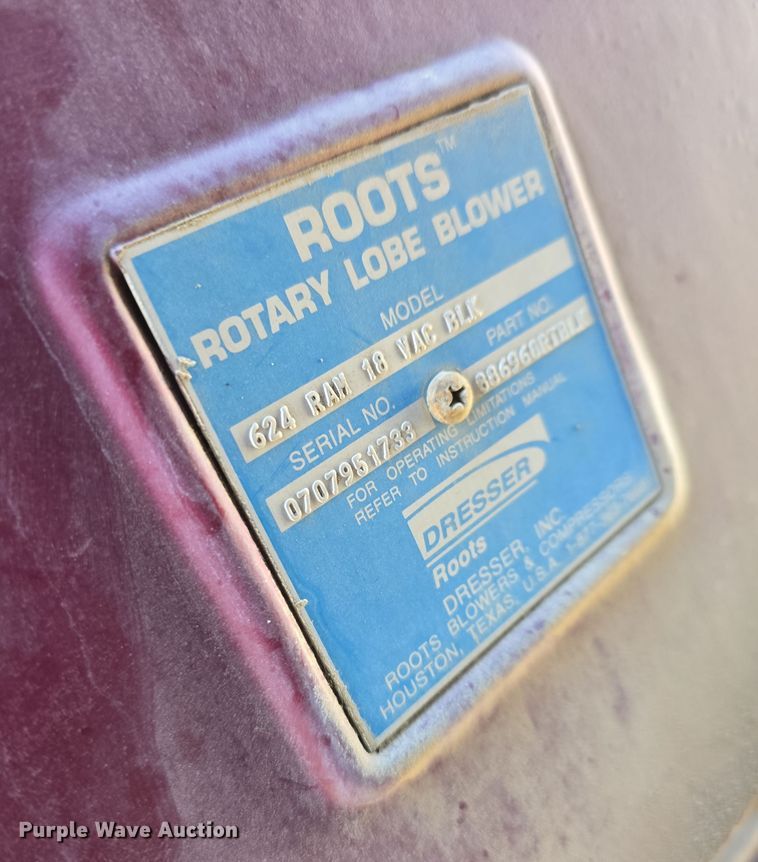 ROOTS™
ROTARY LOBE BLOWER
MODEL
624 RAM 18 VAC BLK
SERIAL NO. PART NO.
0707951733
FOR OPERATING LIMITATIONS
REFER TO INSTRUCTION MANUAL
DRESSER
Roots
DRESSER, INC.
ROOTS BLOWERS & COMPRESSORS
HOUSTON, TEXAS U.S.A.
Purple Wave Auction